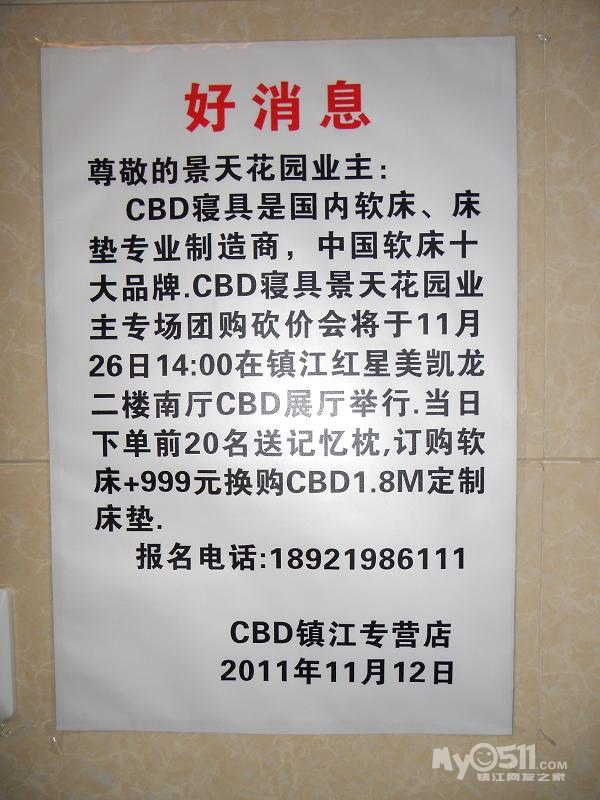 好消息
尊敬的景天花园业主:
CBD寝具是国内软床、床
垫专业制造商，中国软床十
大品牌.CBD寝具景天花园业
主专场团购砍价会将于11月
26日14:00在镇江红星美凯龙
二楼南厅CBD展厅举行.当日
下单前20名送记忆枕,订购软
床+999元换购CBD1.8M定制
床垫.
报名电话:18921986111
CBD镇江专营店
2011年11月12日
My0511.COM
镇江网友之家